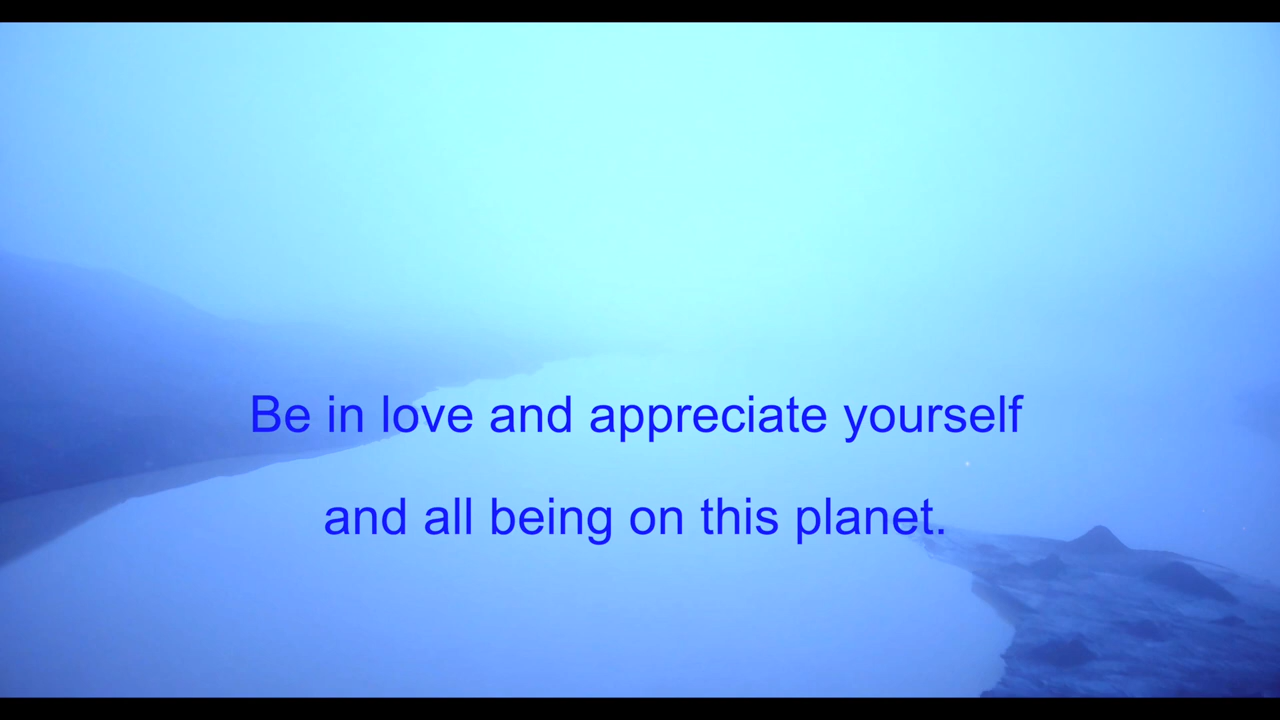 Be in love and appreciate yourself
and all being on this planet.